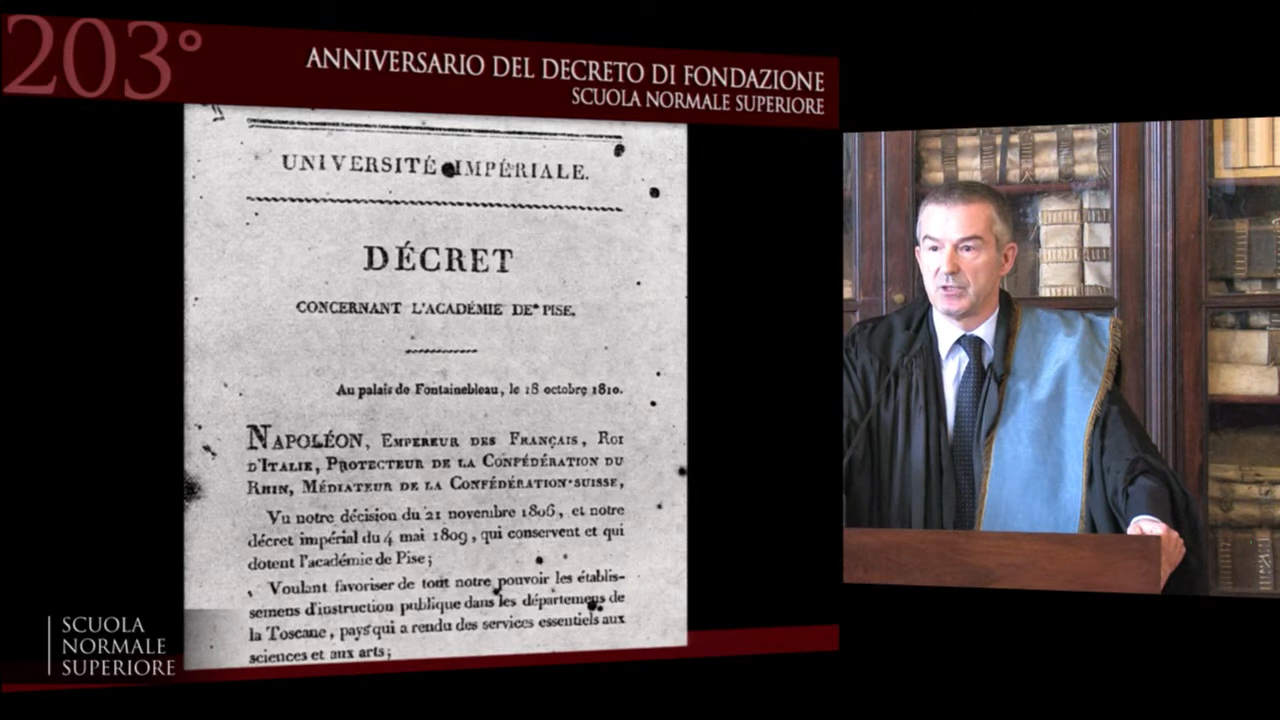 203°
ANNIVERSARIO DEL DECRETO DI FONDAZIONE
SCUOLA NORMALE SUPERIORE
UNIVERSITÉ IMPÉRIALE.
DÉCRET
CONCERNANT L'ACADÉMIE DE PISE.
Au palais de Fontainebleau, le 18 octobre 1810.
NAPOLÉON, EMPEREUR DES FRANÇAIS, ROI
D'ITALIE, PROTECTEUR DE LA CONFÉDÉRATION DU
RHIN, MÉDIATEUR DE LA CONFÉDÉRATION-SUISSE,
Vu notre décision du 21 novembre 1806, et notre
décret impérial du 4 mai 1809, qui conservent et qui
dotent l'académie de Pise;
Voulant favoriser de tout notre pouvoir les établis-
semens d'instruction publique dans les départemens de
la Toscane, pays qui a rendu des services essentiels aux
sciences et aux arts;
SCUOLA
NORMALE
SUPERIORE